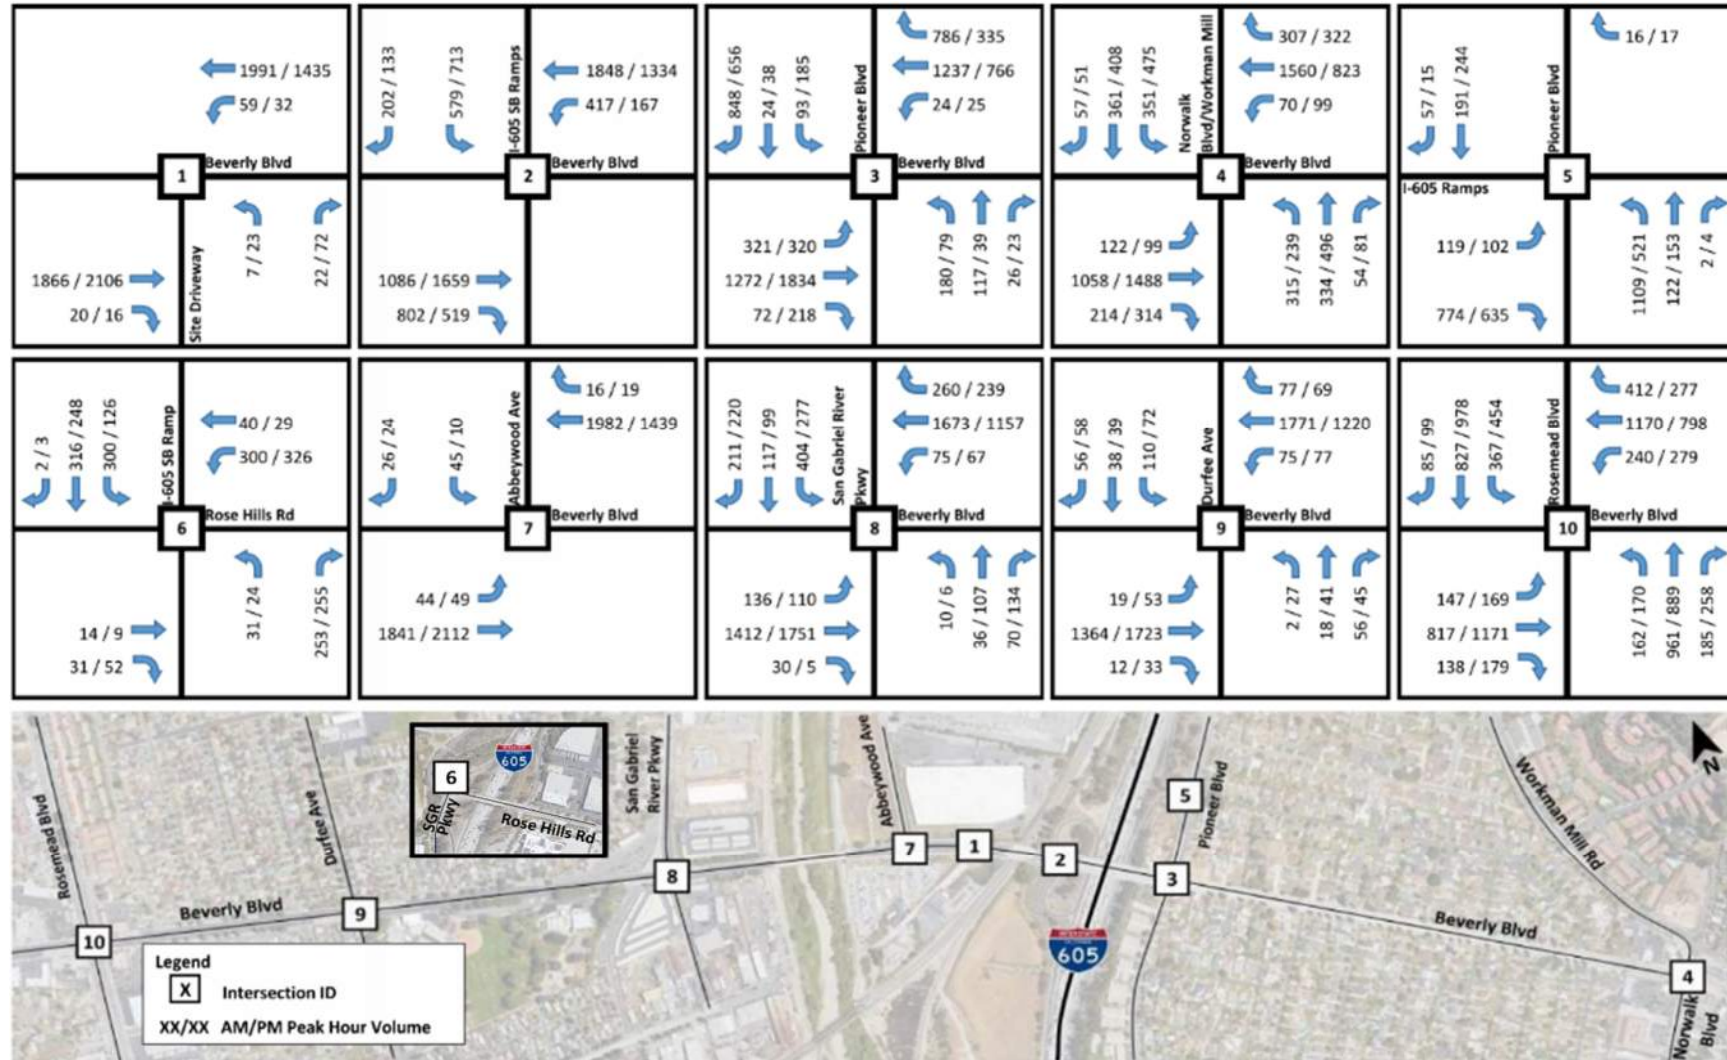 1991 / 1435
59 / 32
Beverly Blvd
1
Site Driveway
7 / 23
22 / 72
1866 / 2106
20 / 16
202 / 133
579 / 713
I-605 SB Ramps
1848 / 1334
417 / 167
Beverly Blvd
2
1086 / 1659
802 / 519
848 / 656
24 / 38
93 / 185
Pioneer Blvd
786 / 335
1237 / 766
24 / 25
Beverly Blvd
3
321 / 320
1272 / 1834
72 / 218
180 / 79
117 / 39
26 / 23
57 / 51
361 / 408
351 / 475
Norwalk
Blvd/Workman Mill
307 / 322
1560 / 823
70 / 99
Beverly Blvd
4
122 / 99
1058 / 1488
214 / 314
315 / 239
334 / 496
54 / 81
57 / 15
191 / 244
Pioneer Blvd
16 / 17
5
I-605 Ramps
119 / 102
774 / 635
1109 / 521
122 / 153
2 / 4
2 / 3
316 / 248
300 / 126
I-605 SB Ramp
40 / 29
300 / 326
Rose Hills Rd
6
14 / 9
31 / 52
31 / 24
253 / 255
26 / 24
45 / 10
Abbeywood Ave
16 / 19
1982 / 1439
Beverly Blvd
7
44 / 49
1841 / 2112
211 / 220
117 / 99
404 / 277
San Gabriel River
Pkwy
260 / 239
1673 / 1157
75 / 67
Beverly Blvd
8
136 / 110
1412 / 1751
30 / 5
10 / 6
36 / 107
70 / 134
56 / 58
38 / 39
110 / 72
Durfee Ave
77 / 69
1771 / 1220
75 / 77
Beverly Blvd
9
19 / 53
1364 / 1723
12 / 33
2 / 27
18 / 41
56 / 45
85 / 99
827 / 978
367 / 454
Rosemead Blvd
412 / 277
1170 / 798
240 / 279
Beverly Blvd
10
147 / 169
817 / 1171
138 / 179
162 / 170
961 / 889
185 / 258
Rosemead Blvd
Durfee Ave
6
605
SGR
Pkwy
Rose Hills Rd
San Gabriel
River Pkwy
Abbeywood Ave
5
Pioneer Blvd
Workman Mill Rd
N
7
1
2
3
8
9
10
Beverly Blvd
Beverly Blvd
605
4
Norwalk
Blvd
Legend
X Intersection ID
XX/XX AM/PM Peak Hour Volume